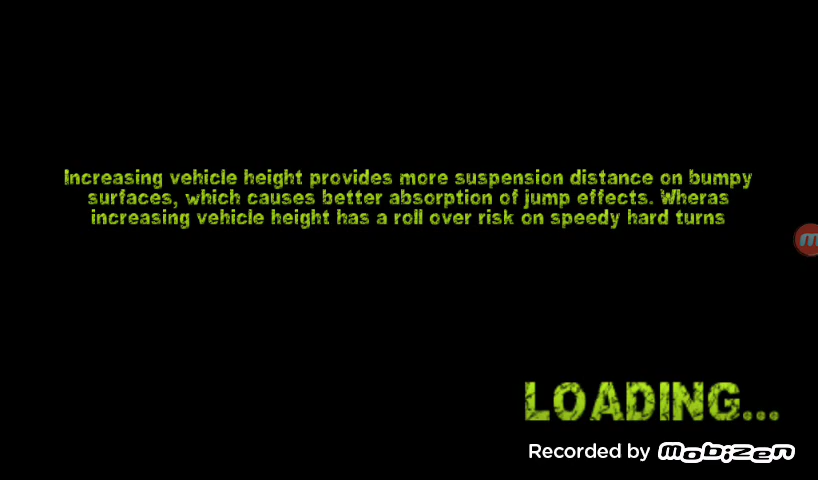 Increasing vehicle height provides more suspension distance on bumpy
surfaces, which causes better absorption of jump effects. Wheras
increasing vehicle height has a roll over risk on speedy hard turns
m
LOADING...
Recorded by mobizen